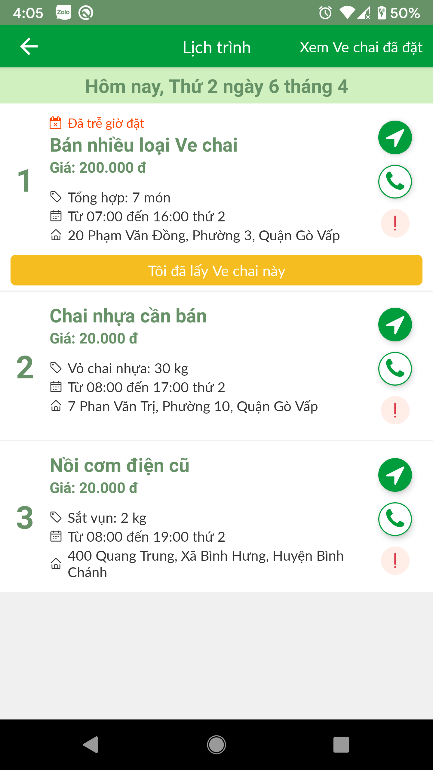 4:05
Zalo
50%
Lịch trình
Xem Ve chai đã đặt
Hôm nay, Thứ 2 ngày 6 tháng 4
1
Đã trễ giờ đặt
Bán nhiều loại Ve chai
Giá: 200.000 đ
Tổng hợp: 7 món
Từ 07:00 đến 16:00 thứ 2
20 Phạm Văn Đồng, Phường 3, Quận Gò Vấp
!
Tôi đã lấy Ve chai này
2
Chai nhựa cần bán
Giá: 20.000 đ
Vỏ chai nhựa: 30 kg
Từ 08:00 đến 17:00 thứ 2
7 Phan Văn Trị, Phường 10, Quận Gò Vấp
!
3
Nồi cơm điện cũ
Giá: 20.000 đ
Sắt vụn: 2 kg
Từ 08:00 đến 19:00 thứ 2
400 Quang Trung, Xã Bình Hưng, Huyện Bình
Chánh
!